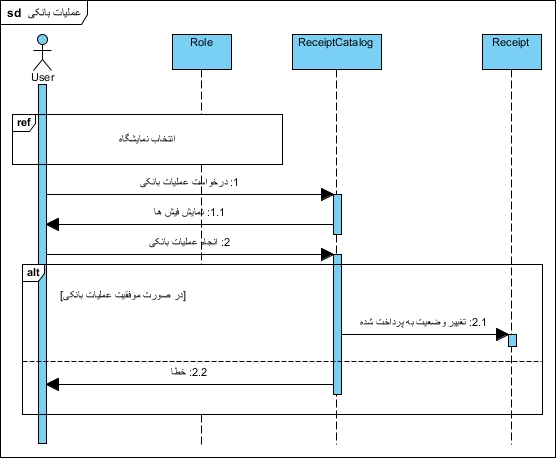 sd عملیات بانکی
Role
ReceiptCatalog
Receipt
User
ref
انتخاب نمایشگاه
1: درخواست عملیات بانکی
1.1: نمایش فیش ها
2: انجام عملیات بانکی
alt
[در صورت موفقیت عملیات بانکی]
2.1: تغییر وضعیت به پرداخت شده
2.2: خطا